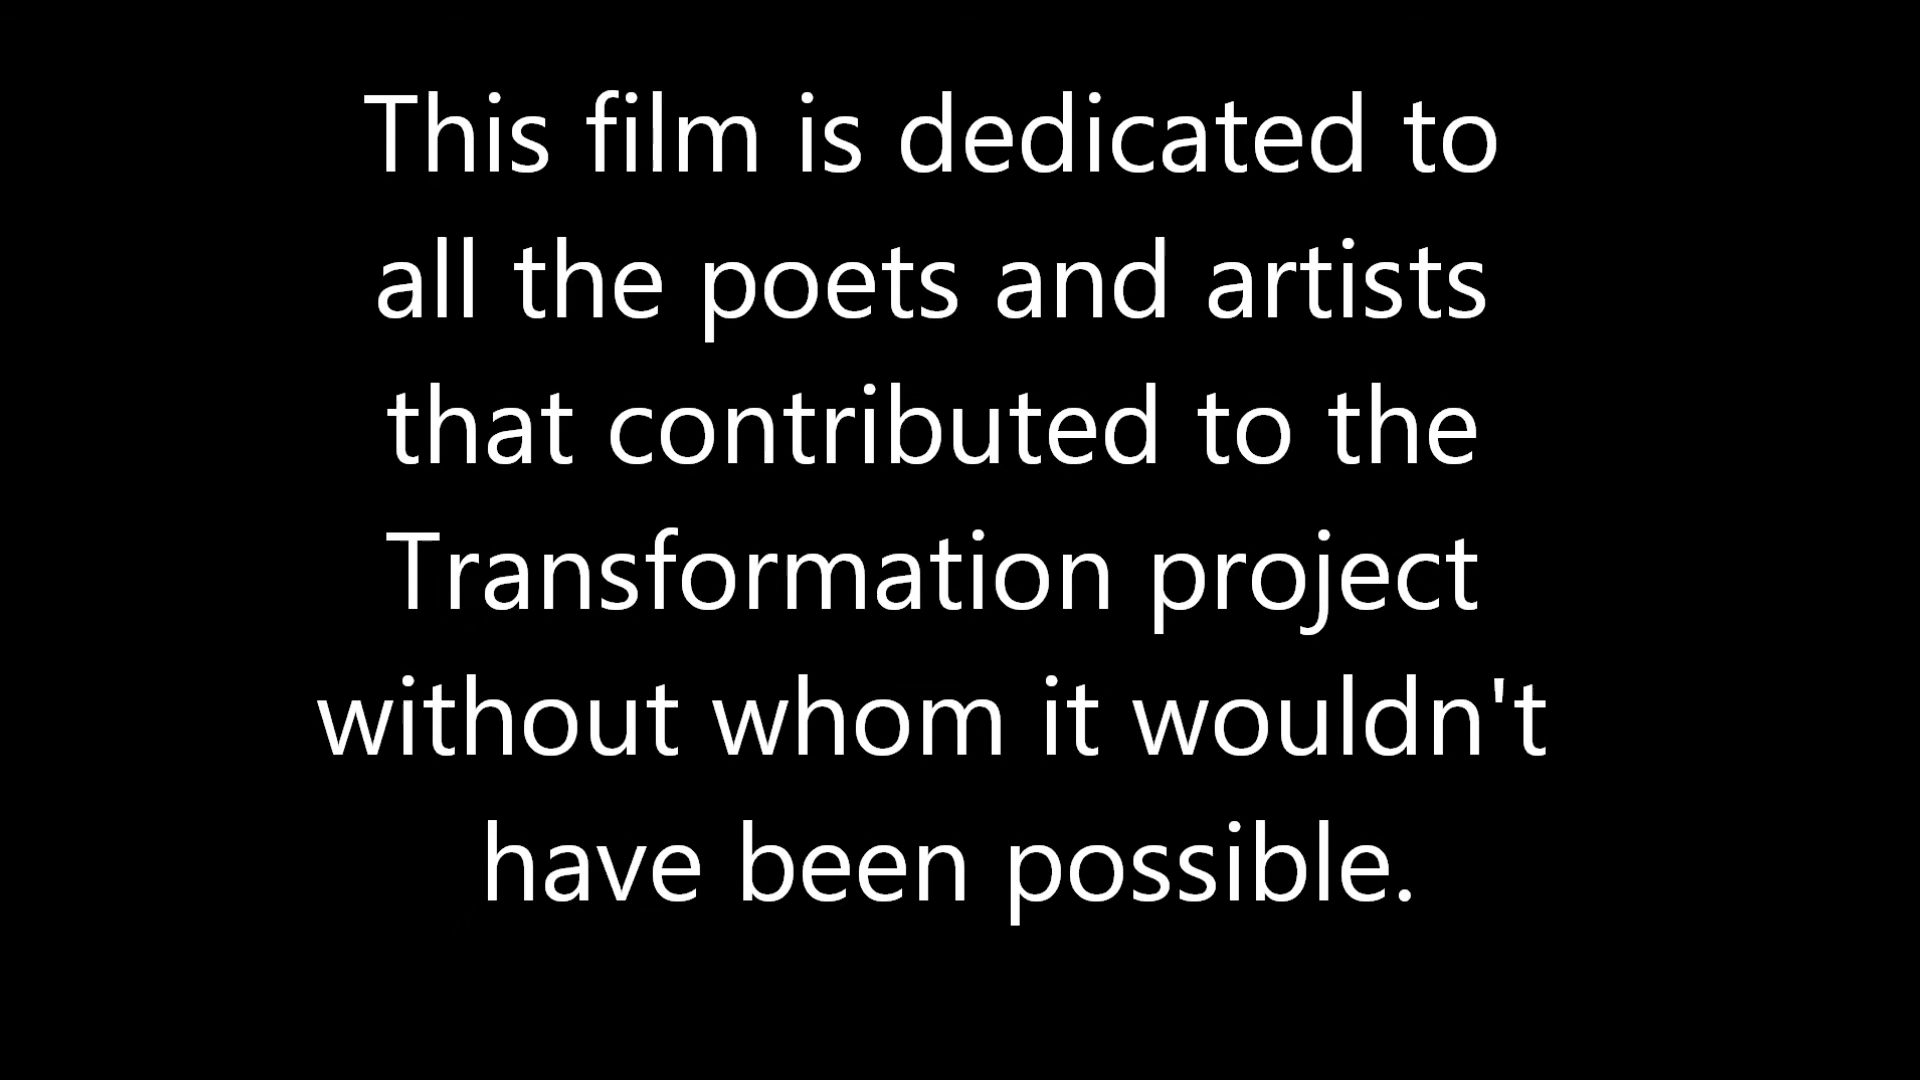 This film is dedicated to
all the poets and artists
that contributed to the
Transformation project
without whom it wouldn't
have been possible.